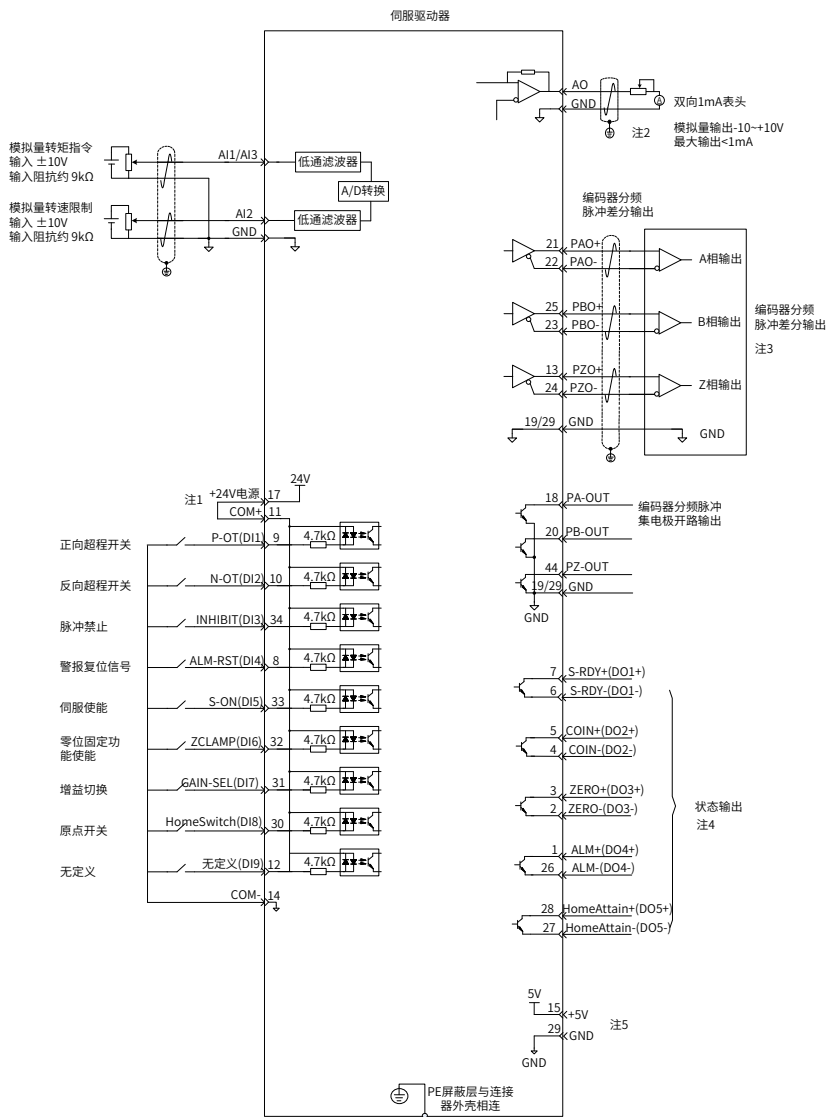 伺服驱动器
AO
GND
双向1mA表头
注2
模拟量输出-10~+10V
最大输出<1mA
模拟量转矩指令
输入 ±10V
输入阻抗约 9kΩ
AI1/AI3
低通滤波器
A/D转换
模拟量转速限制
输入 ±10V
输入阻抗约 9kΩ
AI2
低通滤波器
GND
编码器分频
脉冲差分输出
21 PAO+
22 PAO-
A相输出
25 PBO+
23 PBO-
B相输出
编码器分频
脉冲差分输出
注3
13 PZO+
24 PZO-
Z相输出
19/29 GND
GND
注1
+24V电源 17
24V
COM+ 11
正向超程开关 P-OT(DI1) 9 4.7kΩ
反向超程开关 N-OT(DI2) 10 4.7kΩ
脉冲禁止 INHIBIT(DI3) 34 4.7kΩ
警报复位信号 ALM-RST(DI4) 8 4.7kΩ
伺服使能 S-ON(DI5) 33 4.7kΩ
零位固定功
能使能
ZCLAMP(DI6) 32 4.7kΩ
增益切换 GAIN-SEL(DI7) 31 4.7kΩ
原点开关 HomeSwitch(DI8) 30 4.7kΩ
无定义 无定义(DI9) 12 4.7kΩ
COM- 14
18 PA-OUT
编码器分频脉冲
集电极开路输出
20 PB-OUT
44 PZ-OUT
19/29 GND
GND
7 S-RDY+(DO1+)
6 S-RDY-(DO1-)
5 COIN+(DO2+)
4 COIN-(DO2-)
3 ZERO+(DO3+)
2 ZERO-(DO3-)
状态输出
注4
1 ALM+(DO4+)
26 ALM-(DO4-)
28 HomeAttain+(DO5+)
27 HomeAttain-(DO5-)
5V
15 +5V
注5
29 GND
GND
PE屏蔽层与连接
器外壳相连